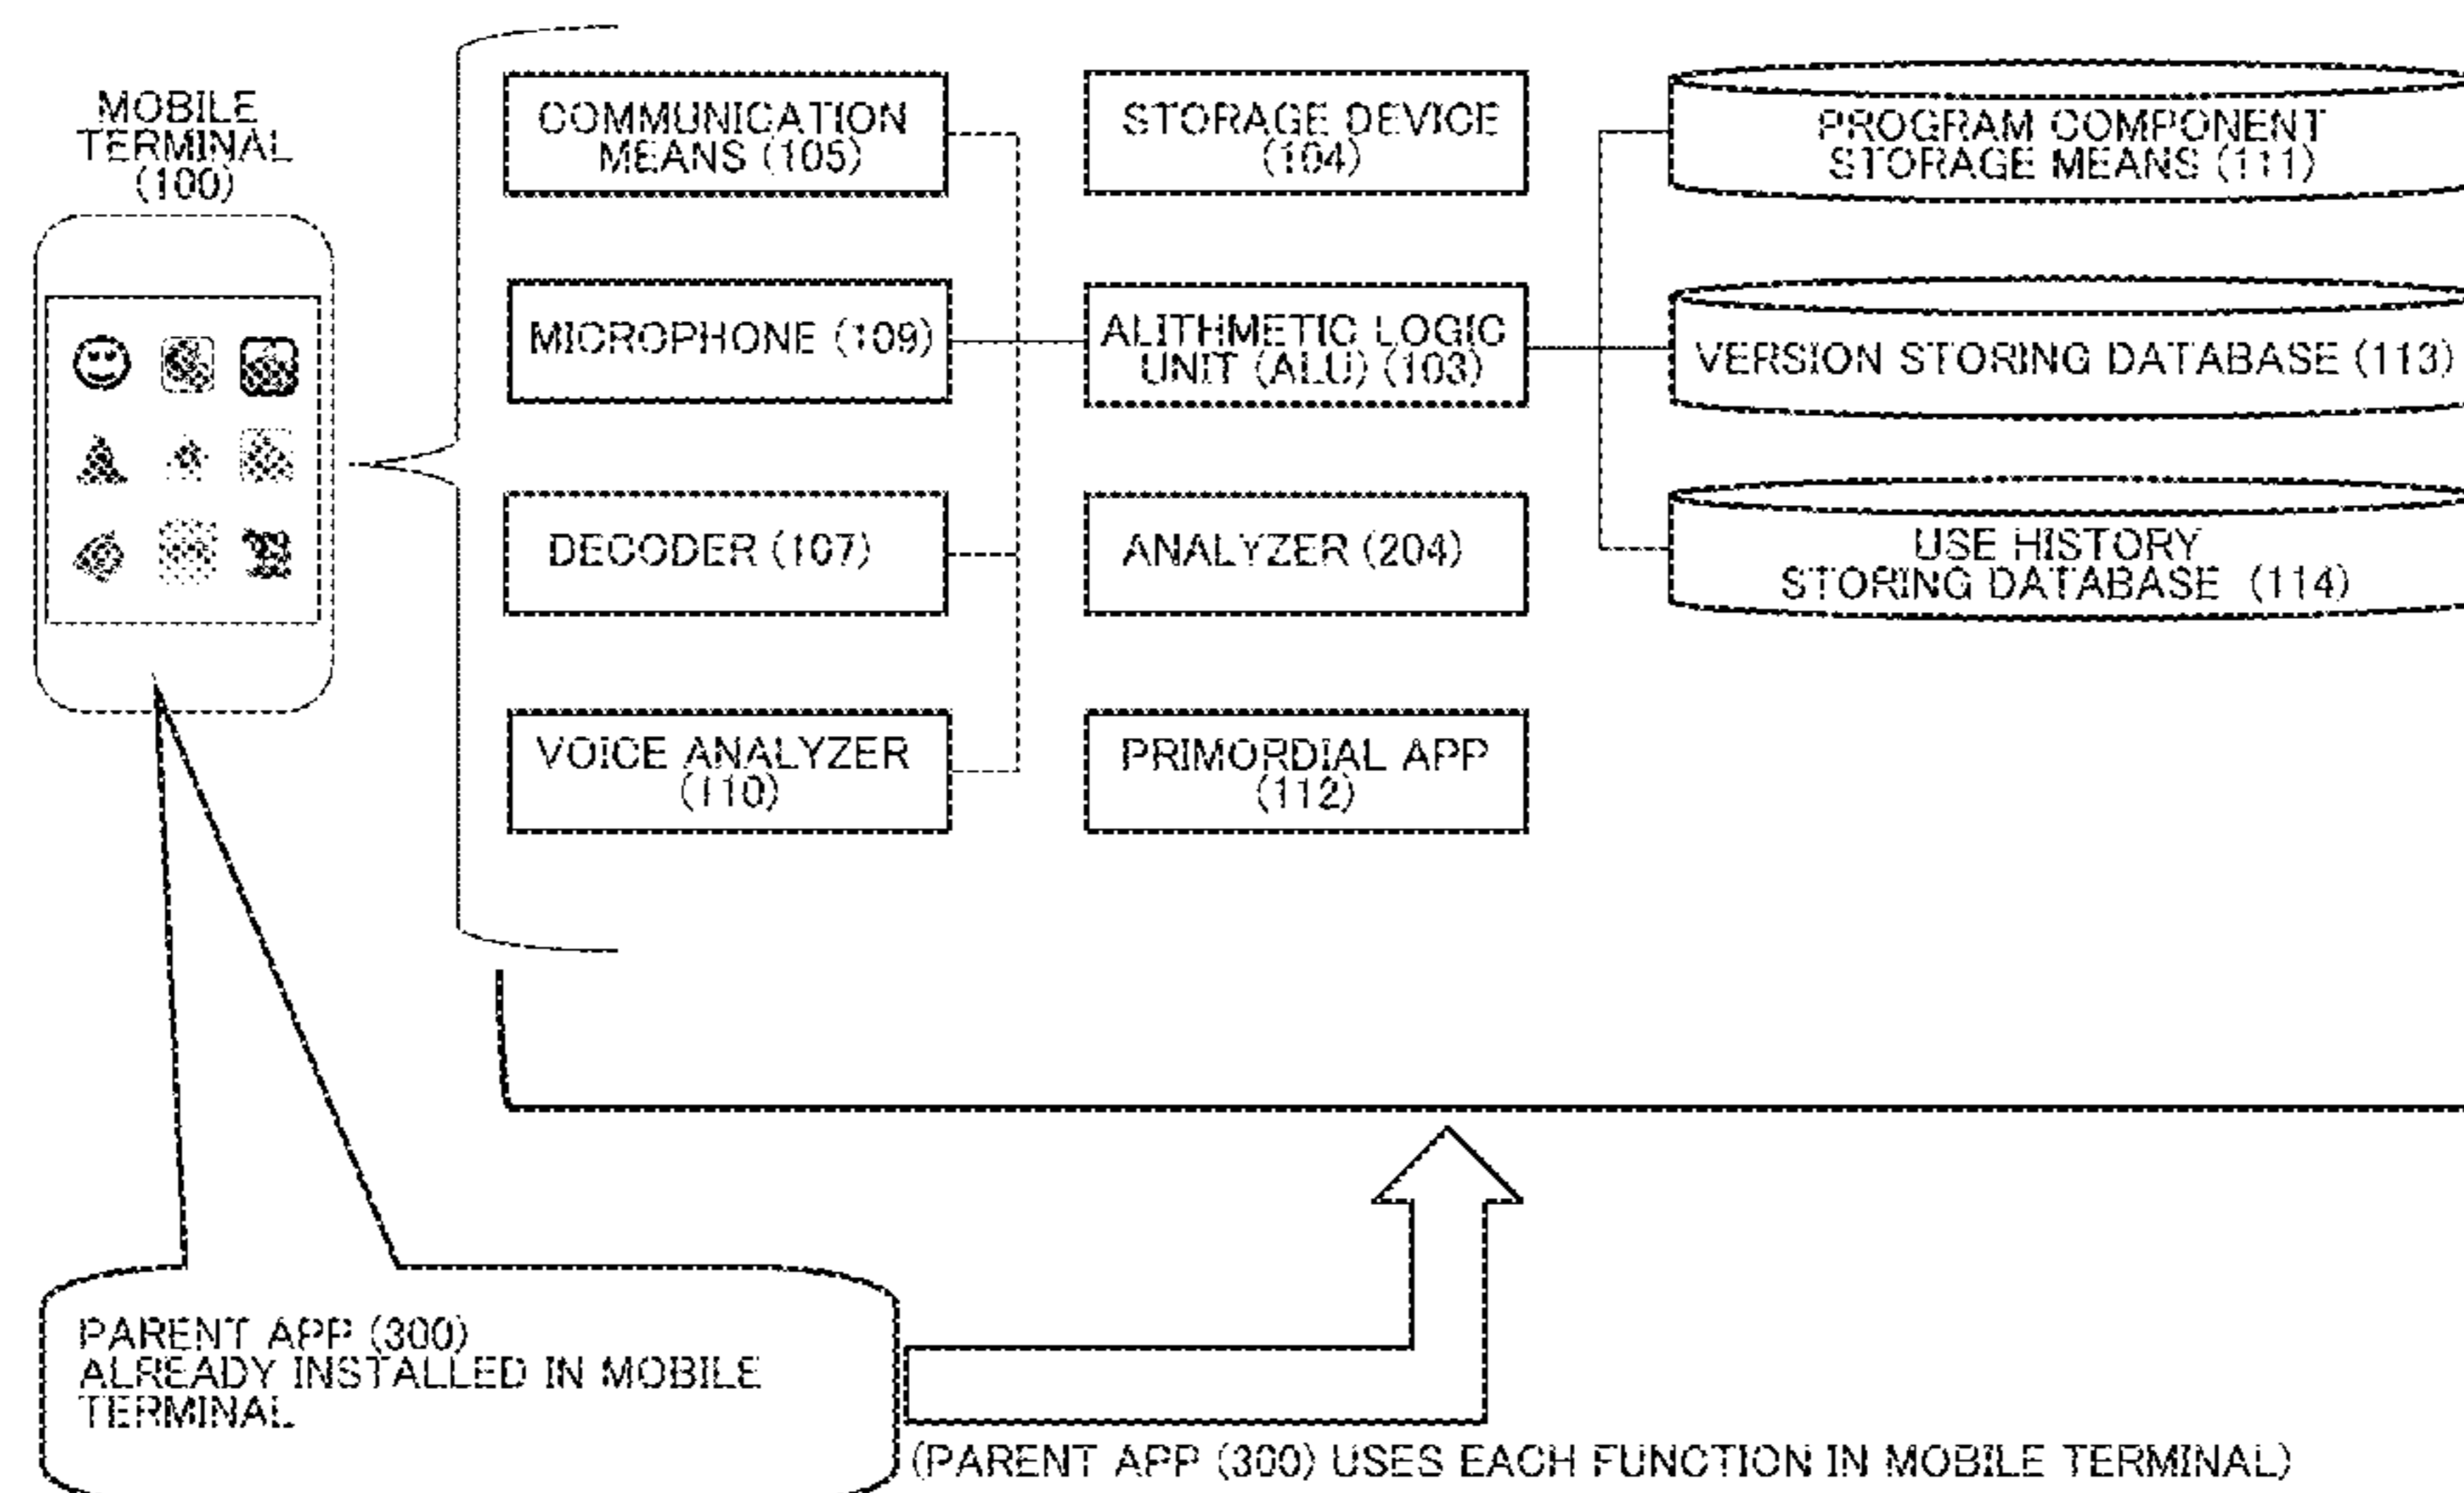 MOBILE
TERMINAL
(100)
COMMUNICATION
MEANS (105)
STORAGE DEVICE
(104)
PROGRAM COMPONENT
STORAGE MEANS (111)
MICROPHONE (109)
ALITHMETIC LOGIC
UNIT (ALU) (103)
VERSION STORING DATABASE (113)
DECODER (107)
ANALYZER (204)
USE HISTORY
STORING DATABASE (114)
VOICE ANALYZER
(110)
PRIMORDIAL APP
(112)
PARENT APP (300)
ALREADY INSTALLED IN MOBILE
TERMINAL
(PARENT APP (300) USES EACH FUNCTION IN MOBILE TERMINAL)